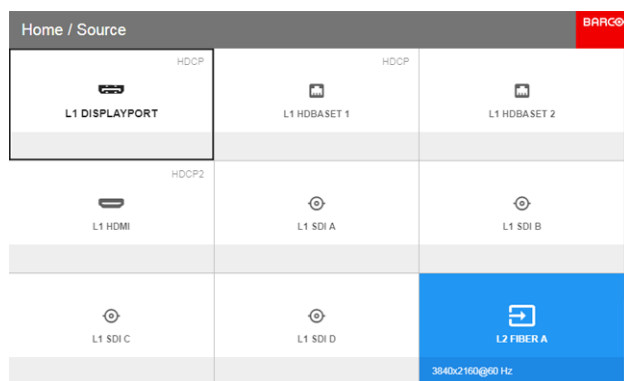 Home / Source
BARCO
HDCP
L1 DISPLAYPORT
HDCP
L1 HDBASET 1
L1 HDBASET 2
HDCP2
L1 HDMI
L1 SDI A
L1 SDI B
L1 SDI C
L1 SDI D
L2 FIBER A
3840x2160@60 Hz